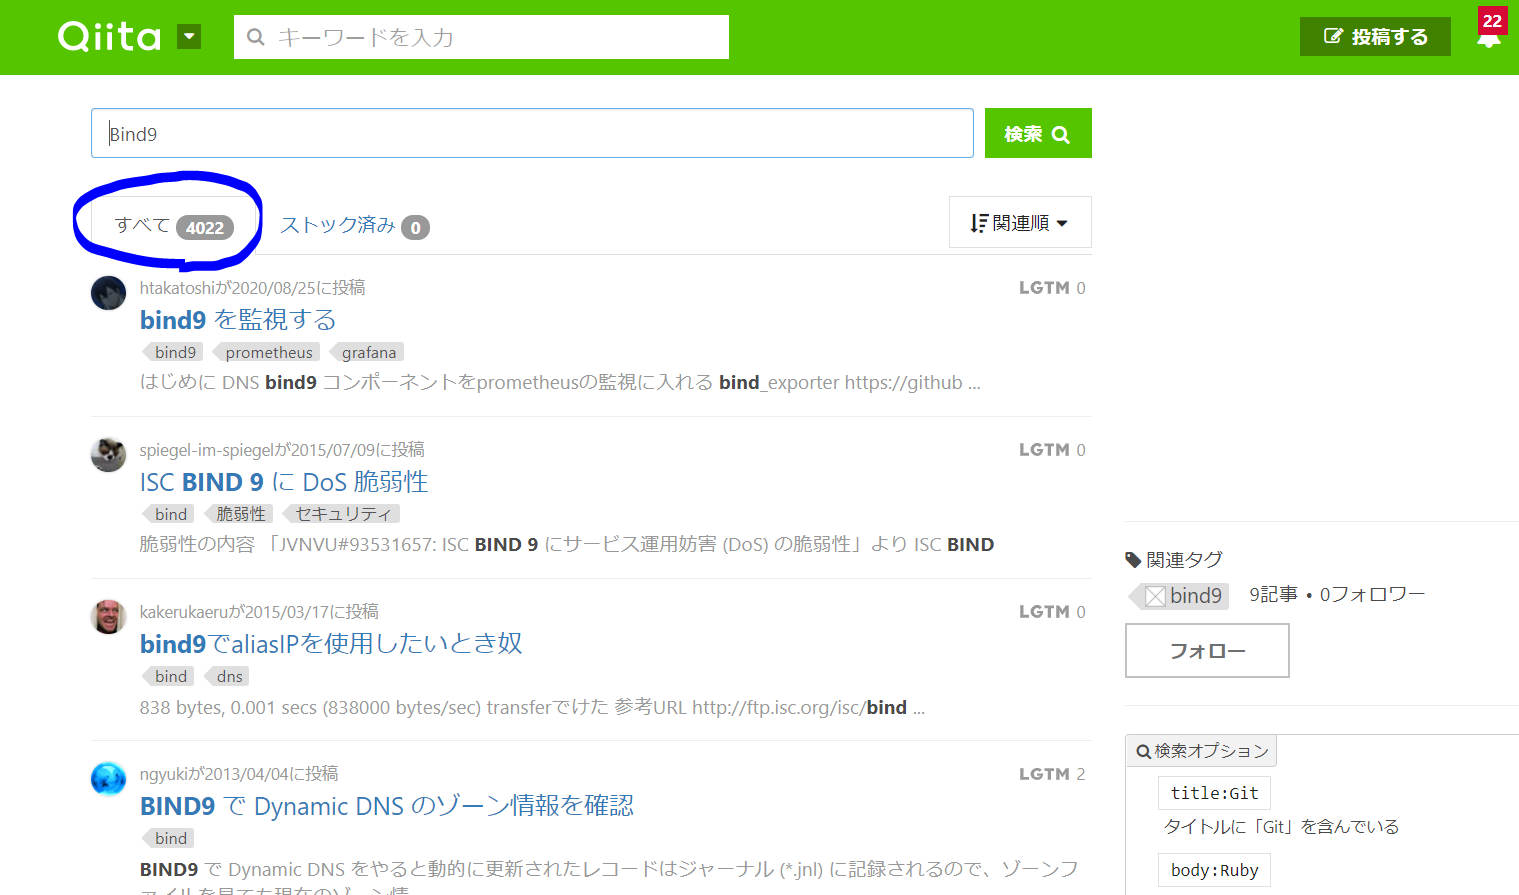 Qiita
キーワードを入力
投稿する
22
Bind9
検索
すべて 4022
ストック済み 0
関連順
htakatoshiが2020/08/25に投稿
LGTM 0
bind9 を監視する
bind9 prometheus grafana
はじめに DNS bind9 コンポーネントをprometheusの監視に入れる bind_exporter https://github ...
spiegel-im-spiegelが2015/07/09に投稿
LGTM 0
ISC BIND 9 に DoS 脆弱性
bind 脆弱性 セキュリティ
脆弱性の内容 「JVNVU#93531657: ISC BIND 9 にサービス運用妨害 (DoS) の脆弱性」より ISC BIND
kakerukaeruが2015/03/17に投稿
LGTM 0
bind9でaliasIPを使用したいとき奴
bind dns
838 bytes, 0.001 secs (838000 bytes/sec) transferでけた 参考URL http://ftp.isc.org/isc/bind ...
ngyukiが2013/04/04に投稿
LGTM 2
BIND9 で Dynamic DNS のゾーン情報を確認
bind
BIND9 で Dynamic DNS をやると動的に更新されたレコードはジャーナル (*.jnl) に記録されるので、ゾーンフ
関連タグ
bind9 9記事 • 0フォロワー
フォロー
検索オプション
title:Git
タイトルに「Git」を含んでいる
body:Ruby